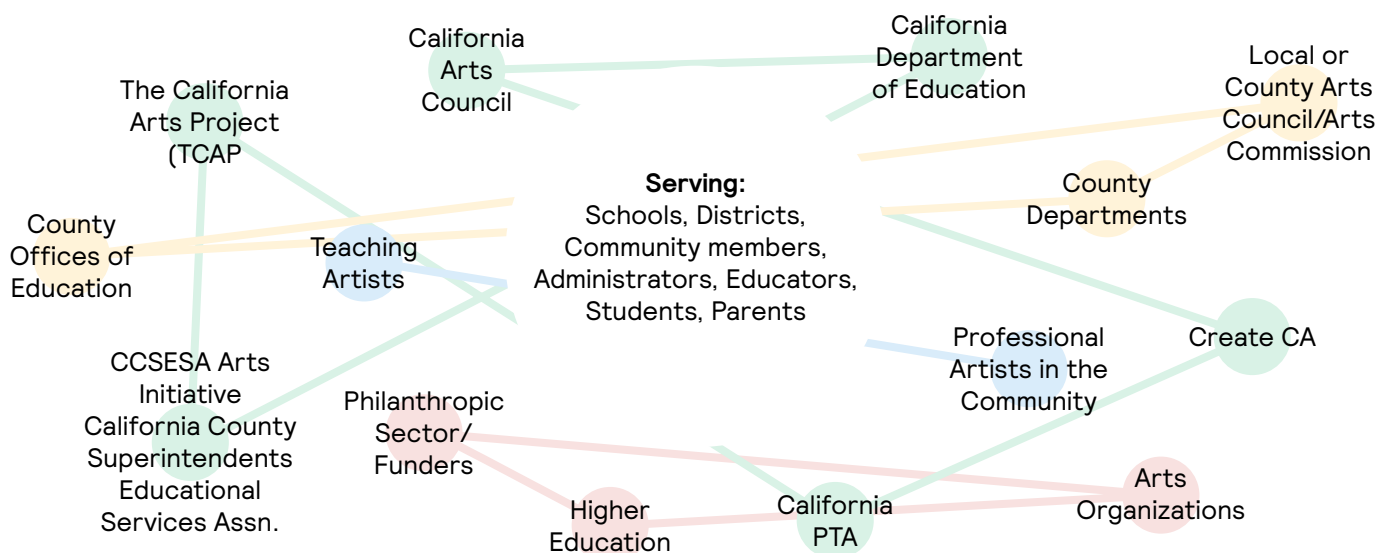 California
Arts
Council
California
Department
of Education
Local or
County Arts
Council/Arts
Commission
The California
Arts Project
(TCAP
Serving:
Schools, Districts,
Community members,
Administrators, Educators,
Students, Parents
County
Departments
County
Offices of
Education
Teaching
Artists
Professional
Artists in the
Community
Create CA
CCSESA Arts
Initiative
California County
Superintendents
Educational
Services Assn.
Philanthropic
Sector/
Funders
Higher
Education
California
PTA
Arts
Organizations